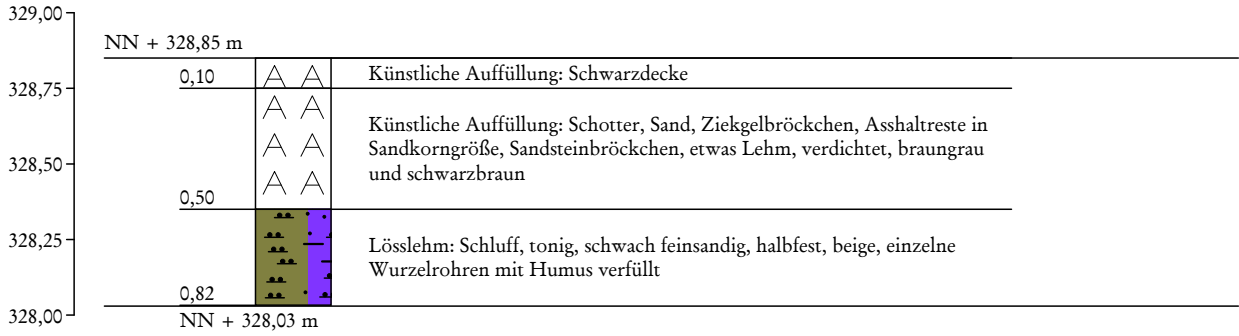 329,00
NN + 328,85 m
0,10
Künstliche Auffüllung: Schwarzdecke
328,75
Künstliche Auffüllung: Schotter, Sand, Ziekgelbröckchen, Asshaltreste in
Sandkorngröße, Sandsteinbröckchen, etwas Lehm, verdichtet, braungrau
und schwarzbraun
328,50
0,50
328,25
Lösslehm: Schluff, tonig, schwach feinsandig, halbfest, beige, einzelne
Wurzelrohren mit Humus verfüllt
0,82
328,00
NN + 328,03 m